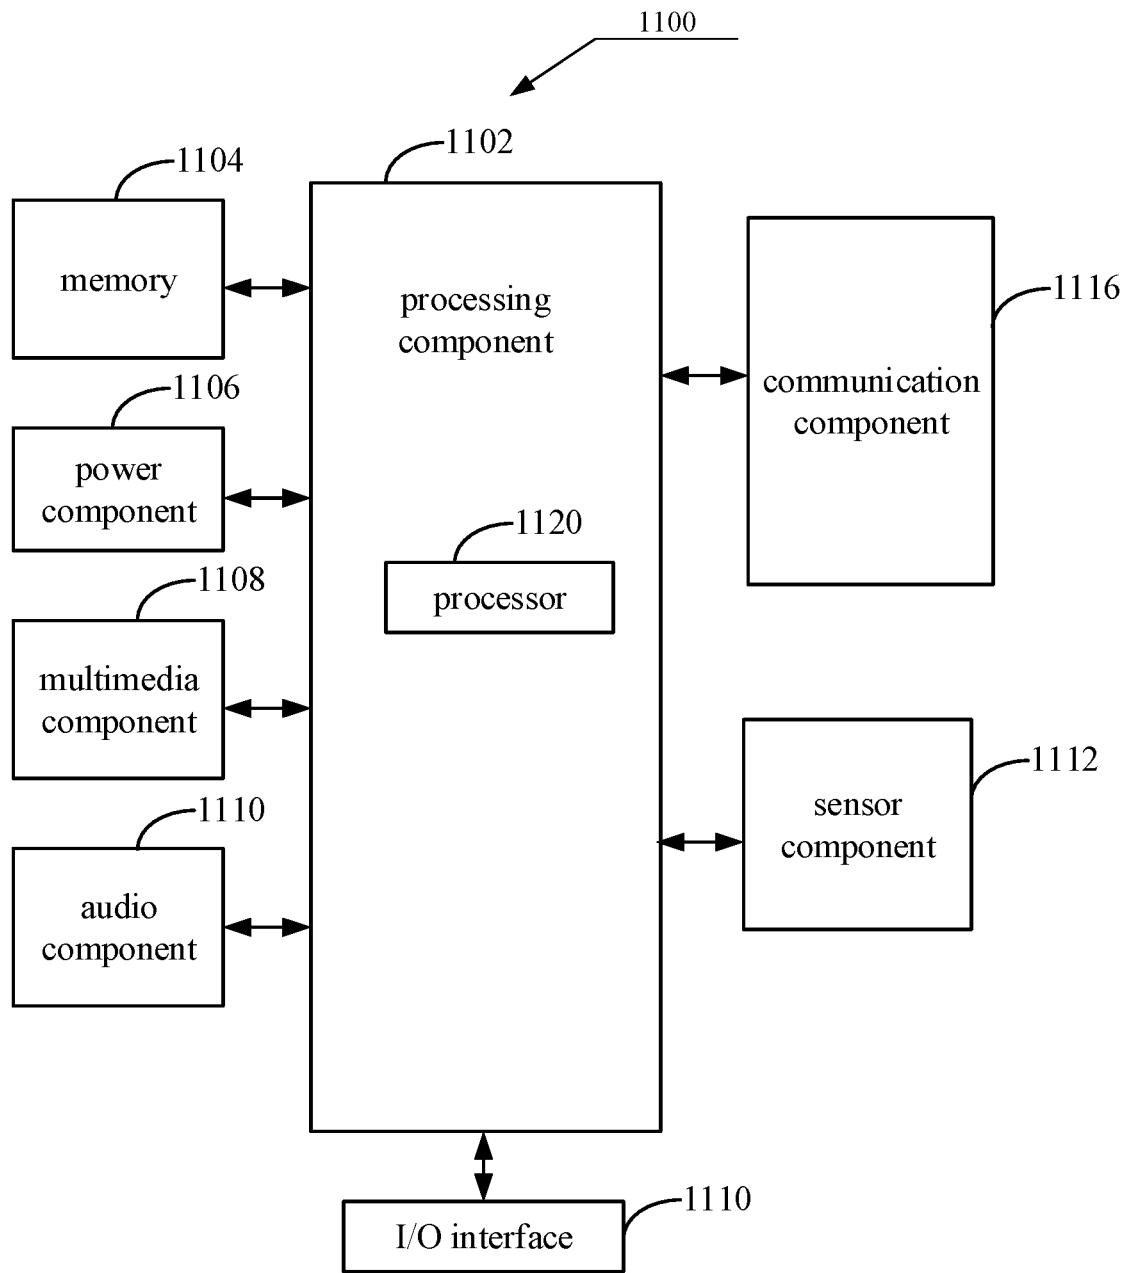 1100
1102
1104
memory
processing
component
1116
communication
component
1106
power
component
1120
processor
1108
multimedia
component
1112
sensor
component
1110
audio
component
1110
I/O interface